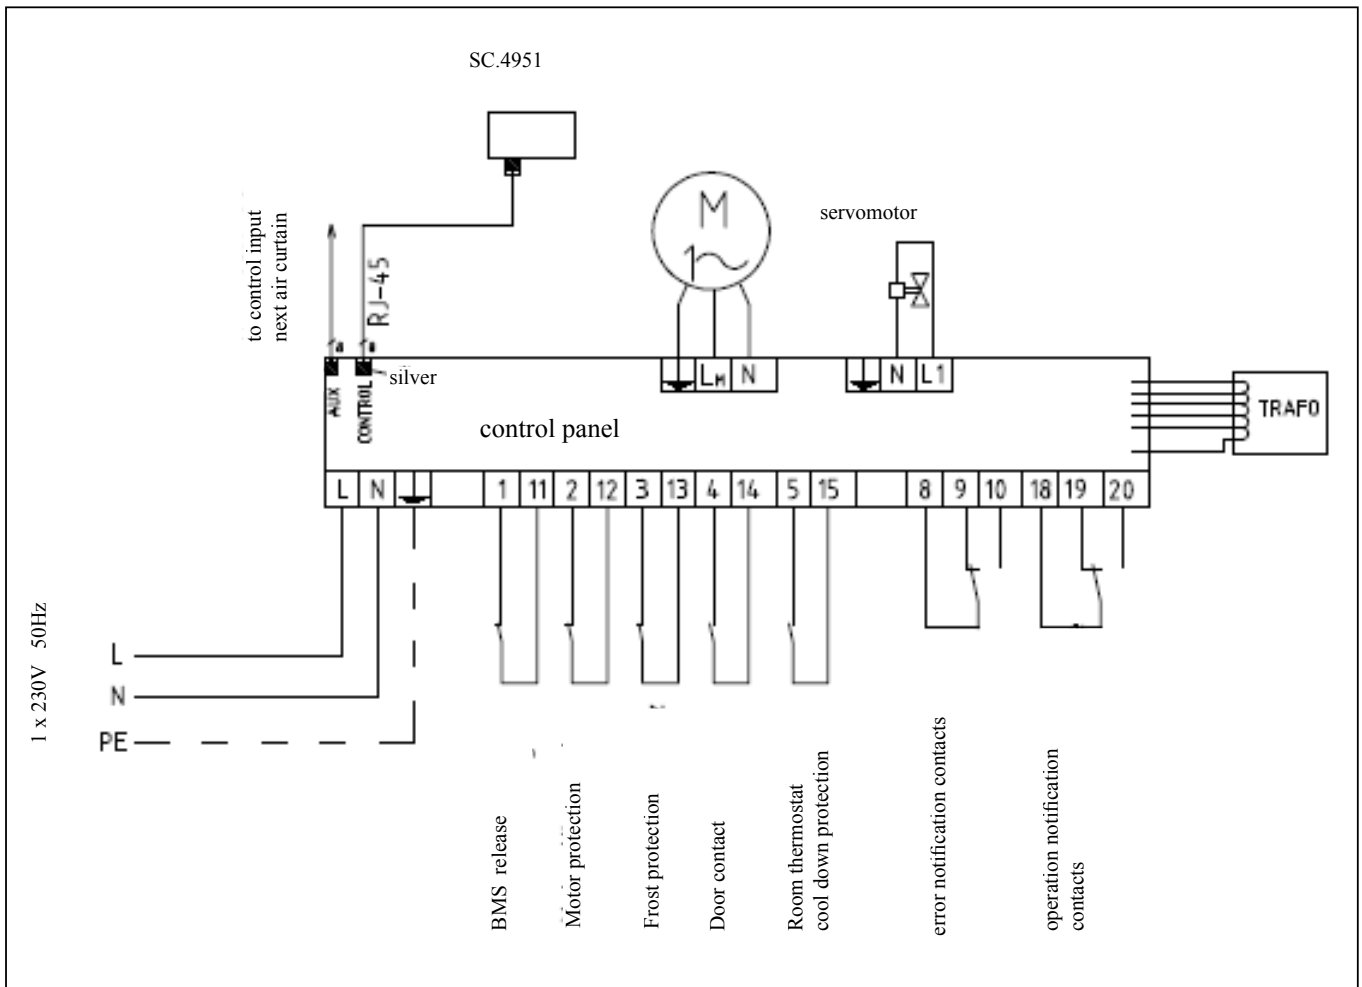 SC.4951
to control input
next air curtain
RJ-45
M
1~
servomotor
8 8
silver
AUX
CONTROL
LM N
N L1
TRAFO
control panel
L N 1 11 2 12 3 13 4 14 5 15 8 9 10 18 19 20
1 x 230V 50Hz
L
N
PE
BMS release
Motor protection
Frost protection
Door contact
Room thermostat
cool down protection
error notification contacts
operation notification
contacts